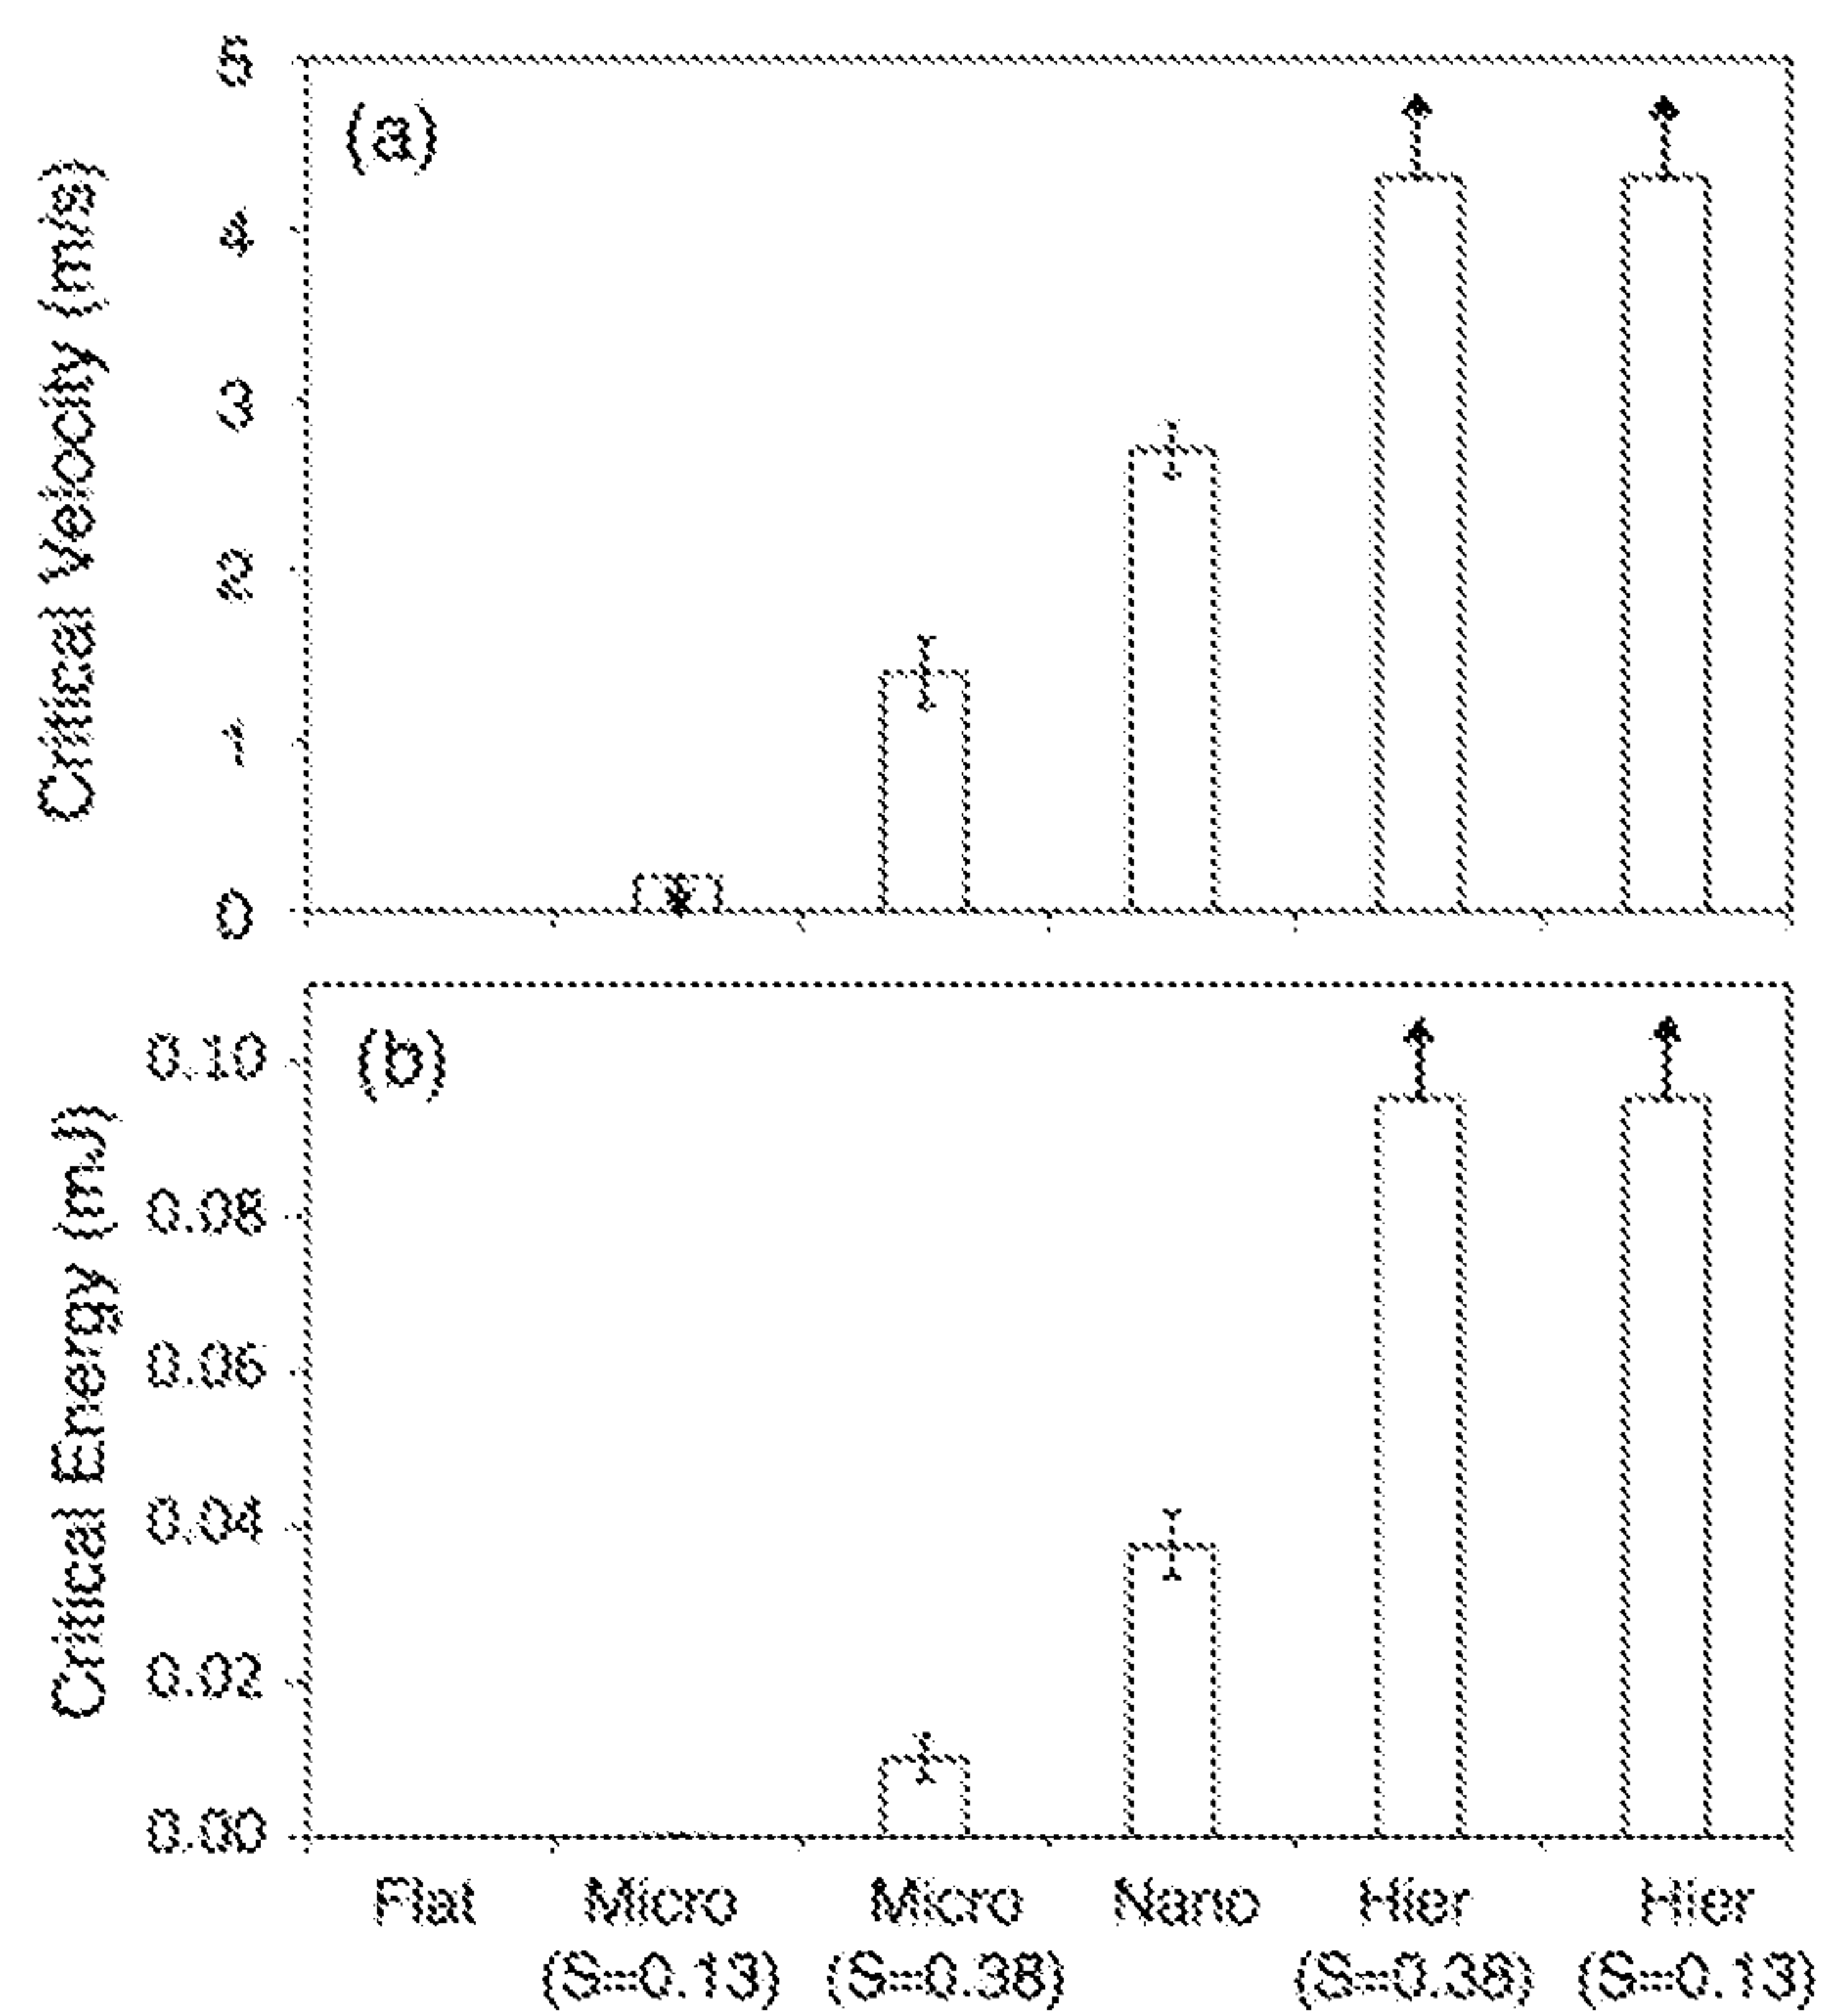 (a)
Critical Velocity (m/s)
5
4
3
2
1
0
(b)
Critical Energy (mJ)
0.10
0.08
0.06
0.04
0.02
0.00
Flat Micro Micro Nano Hier Hier
(S=0.13) (S=0.38) (S=0.38) (S=0.13)